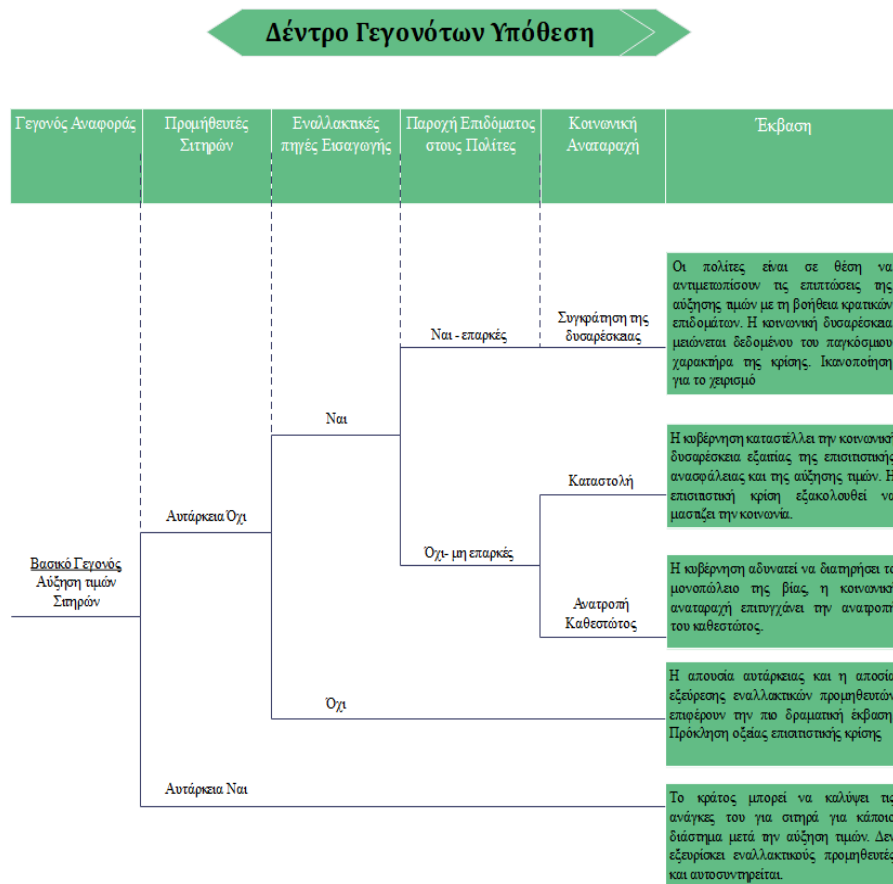 Δέντρο Γεγονότων Υπόθεση
Γεγονός Αναφοράς
Προμήθευτές
Σιτηρών
Εναλλακτικές
πηγές Εισαγωγής
Παροχή Επιδόματος
στους Πολίτες
Κοινωνική
Αναταραχή
Έκβαση
Οι πολίτες είναι σε θέση να
αντιμετωπίσουν τις επιπτώσεις της
αύξησης τιμών με τη βοήθεια κρατικών
επιδομάτων. Η κοινωνική δυσαρέσκεια
μειώνεται δεδομένου του παγκόσμιου
χαρακτήρα της κρίσης. Ικανοποίηση
για το χειρισμό
Συγκράτηση της
δυσαρέσκειας
Ναι - επαρκές
Ναι
Η κυβέρνηση καταστέλλει την κοινωνική
δυσαρέσκεια εξαιτίας της επισιτιστικής
ανασφάλειας και της αύξησης τιμών. Η
επισιτιστική κρίση εξακολουθεί να
μαστίζει την κοινωνία.
Καταστολή
Αυτάρκεια Όχι
Όχι- μη επαρκές
Βασικό Γεγονός
Αύξηση τιμών
Σιτηρών
Η κυβέρνηση αδυνατεί να διατηρήσει το
μονοπώλειο της βίας, η κοινωνική
αναταραχή επιτυγχάνει την ανατροπή
του καθεστώτος.
Ανατροπή
Καθεστώτος
Η απουσία αυτάρκειας και η αποσία
εξεύρεσης εναλλακτικών προμηθευτών
επιφέρουν την πιο δραματική έκβαση
Πρόκληση οξείας επισιτιστικής κρίσης
Όχι
Αυτάρκεια Ναι
Το κράτος μπορεί να καλύψει τις
ανάγκες του για σιτηρά για κάποιο
διάστημα μετά την αύξηση τιμών. Δεν
εξευρίσκει εναλλακτικούς προμηθευτές
και αυτοσυντηρείται.